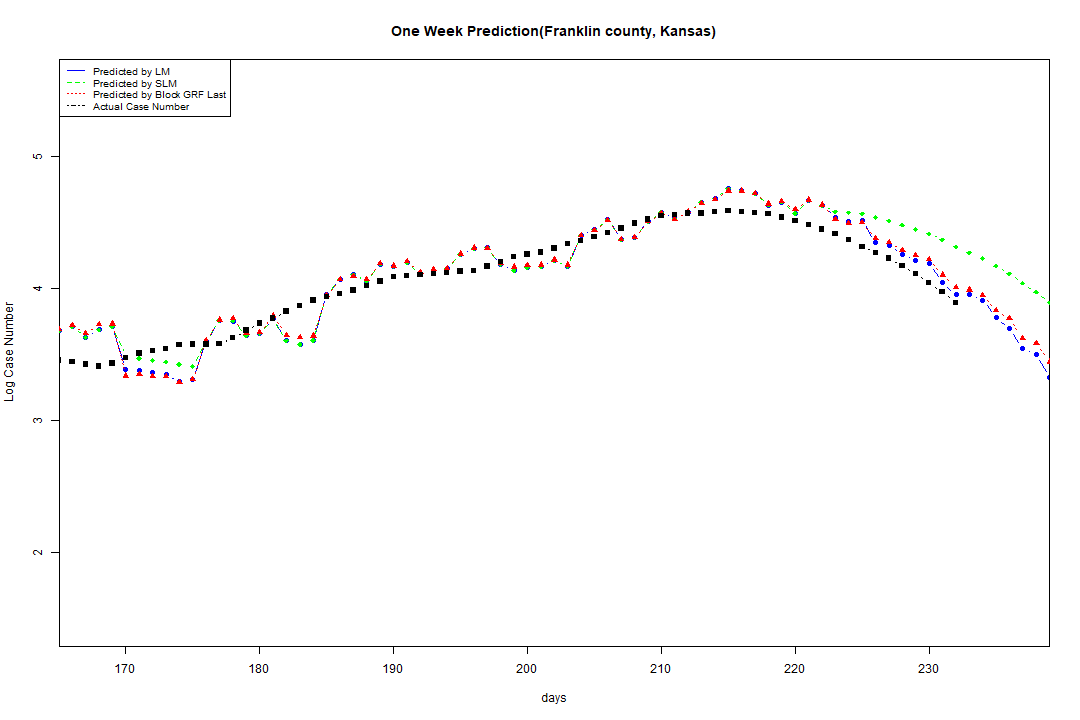 One Week Prediction(Franklin county, Kansas)
Predicted by LM
Predicted by SLM
Predicted by Block GRF Last
Actual Case Number
5
4
3
2
Log Case Number
170 180 190 200 210 220 230
days